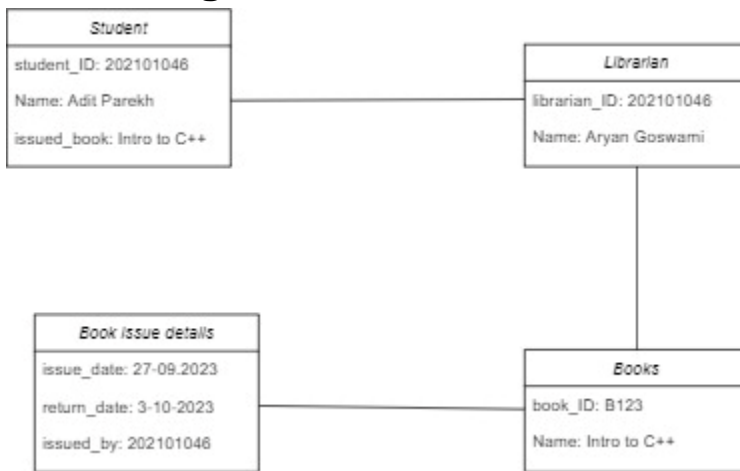 Student
student_ID: 202101046
Name: Adit Parekh
issued_book: Intro to C++
Librarian
librarian_ID: 202101046
Name: Aryan Goswami
Book issue details
issue_date: 27-09.2023
return_date: 3-10-2023
issued_by: 202101046
Books
book_ID: B123
Name: Intro to C++